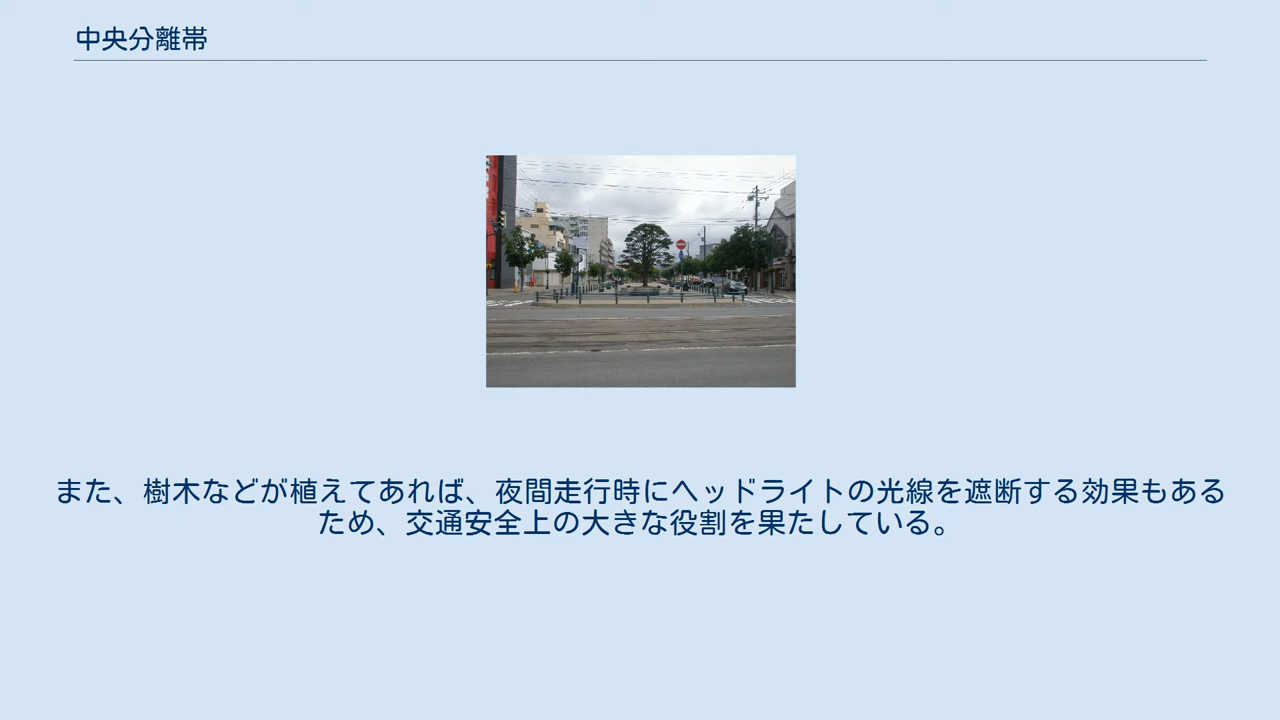 中央分離帯
また、樹木などが植えてあれば、夜間走行時にヘッドライトの光線を遮断する効果もある
ため、交通安全上の大きな役割を果たしている。